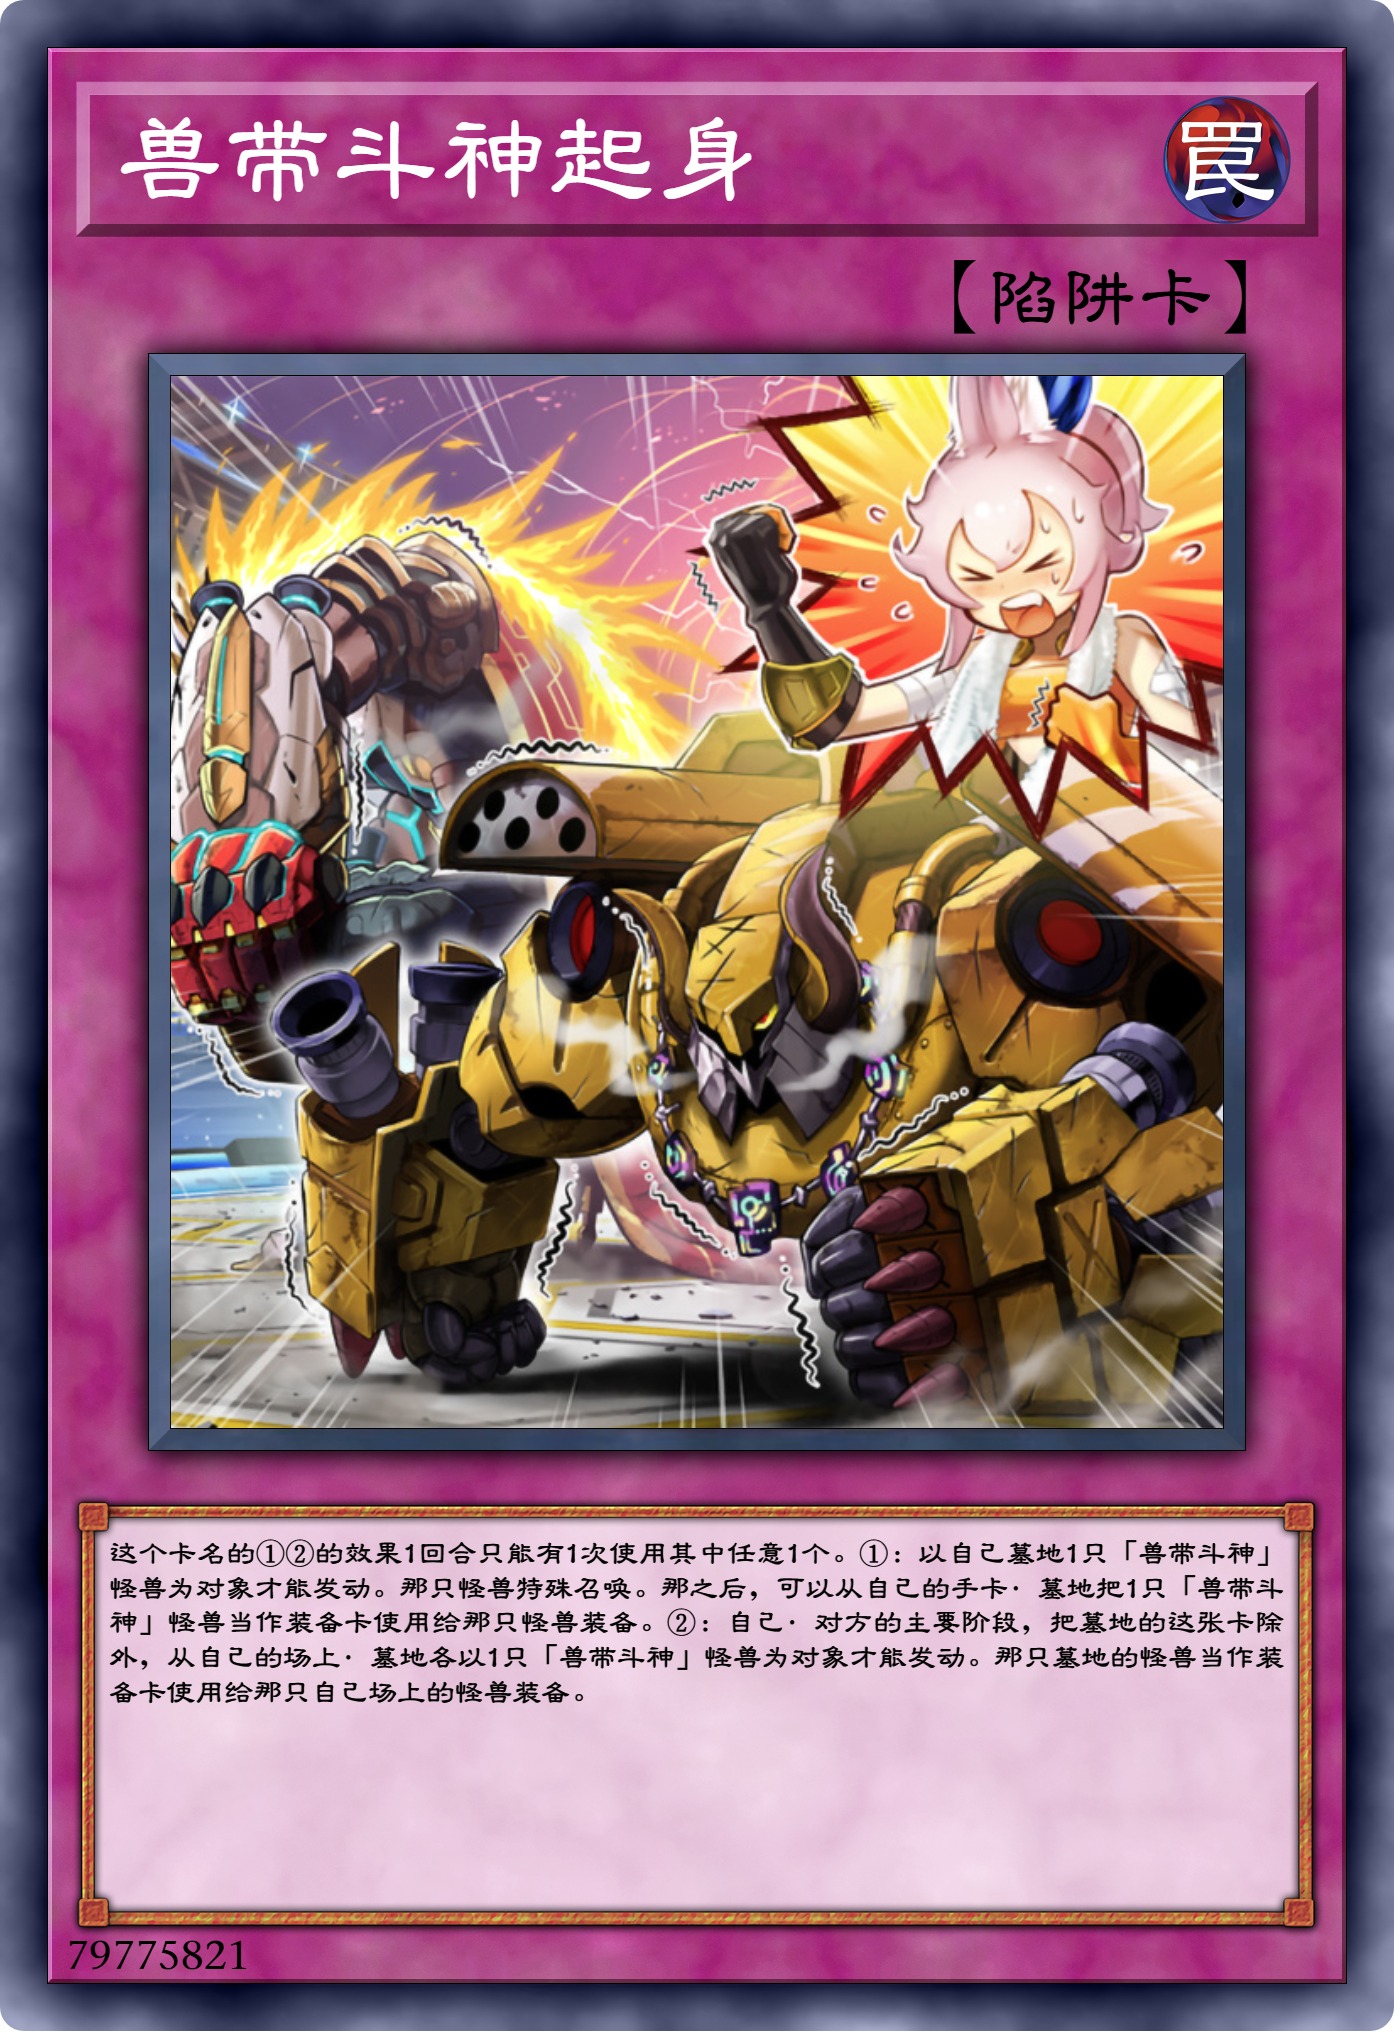 兽带斗神起身
罠
【陷阱卡】
这个卡名的①②的效果1回合只能有1次使用其中任意1个。①：以自己墓地1只「兽带斗神」
怪兽为对象才能发动。那只怪兽特殊召唤。那之后，可以从自己的手卡·墓地把1只「兽带斗
神」怪兽当作装备卡使用给那只怪兽装备。②：自己·对方的主要阶段，把墓地的这张卡除
外，从自己的场上·墓地各以1只「兽带斗神」怪兽为对象才能发动。那只墓地的怪兽当作装
备卡使用给那只自己场上的怪兽装备。
79775821